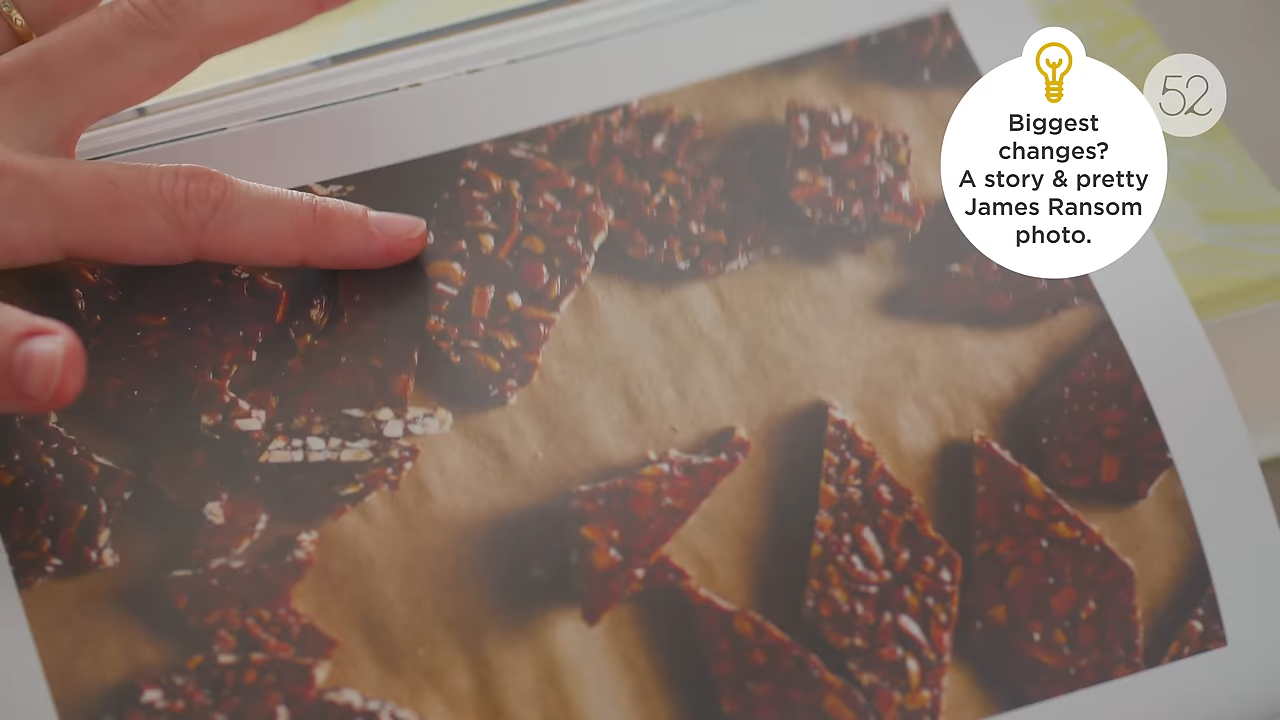 Biggest
changes?
A story & pretty
James Ransom
photo.
52